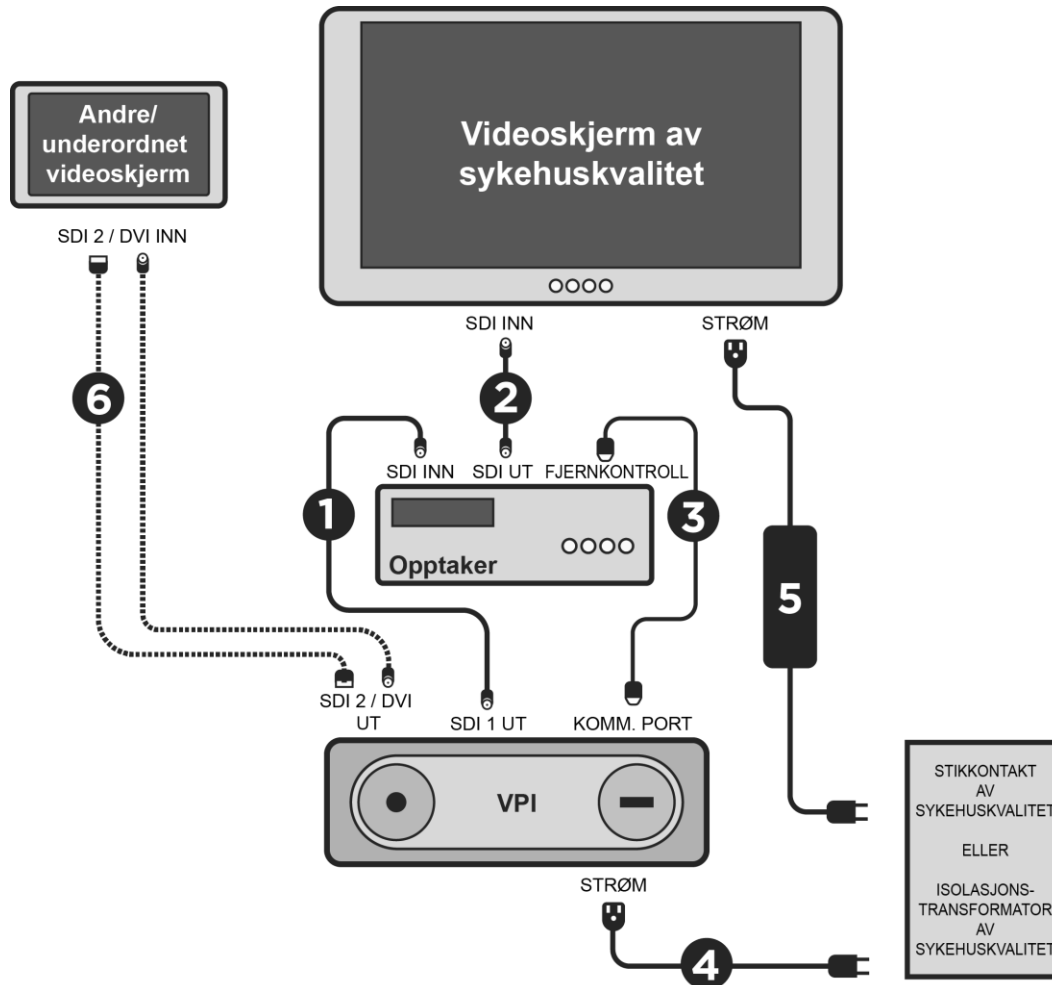 Andre/
underordnet
videoskjerm
Videoskjerm av
sykehuskvalitet
SDI 2 / DVI INN
SDI INN
STRØM
6
2
SDI INN
SDI UT
FJERNKONTROLL
1
3
Opptaker
5
SDI 2 / DVI
UT
SDI 1 UT
KOMM. PORT
VPI
STIKKONTAKT
AV
SYKEHUSKVALITET
ELLER
ISOLASJONS-
TRANSFORMATOR
AV
SYKEHUSKVALITET
STRØM
4